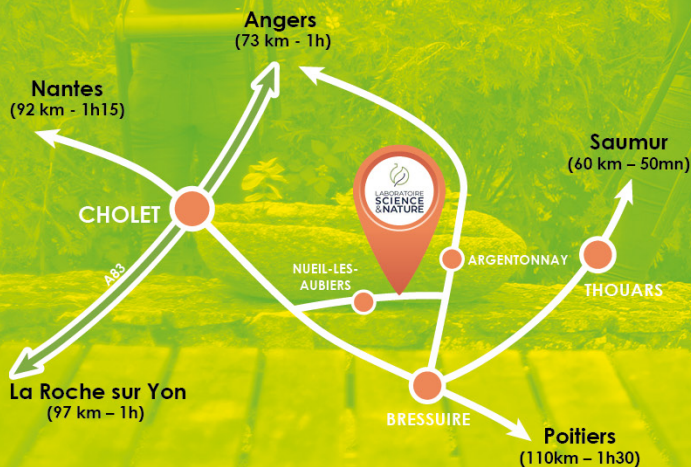 Angers
(73 km - 1h)
Nantes
(92 km - 1h15)
Saumur
(60 km – 50mn)
LABORATOIRE
SCIENCE
&NATURE
CHOLET
ARGENTONNAY
NUEIL-LES-
AUBIERS
A83
THOUARS
La Roche sur Yon
(97 km – 1h)
BRESSUIRE
Poitiers
(110km – 1h30)